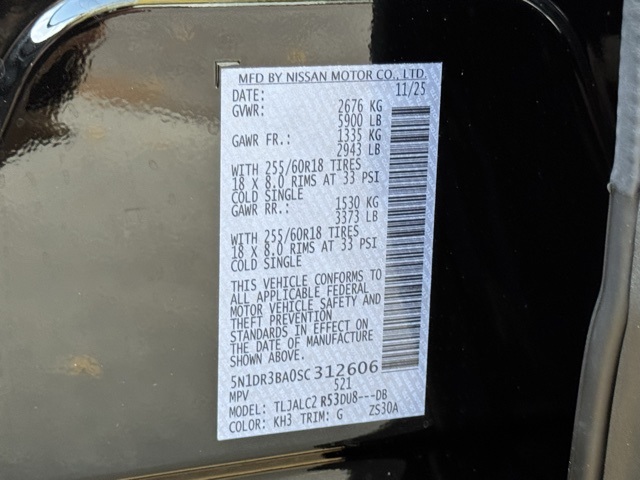 MFD BY NISSAN MOTOR CO., LTD.
DATE: 11/25
GVWR: 2676 KG
5900 LB
GAWR FR.: 1335 KG
2943 LB
WITH 255/60R18 TIRES
18 X 8.0 RIMS AT 33 PSI
COLD SINGLE
GAWR RR.: 1530 KG
3373 LB
WITH 255/60R18 TIRES
18 X 8.0 RIMS AT 33 PSI
COLD SINGLE
THIS VEHICLE CONFORMS TO
ALL APPLICABLE FEDERAL
MOTOR VEHICLE SAFETY AND
THEFT PREVENTION
STANDARDS IN EFFECT ON
THE DATE OF MANUFACTURE
SHOWN ABOVE.
5N1DR3BA0SC312606
MPV 521
MODEL: TLJALC2 R53DU8---DB
COLOR: KH3 TRIM: G ZS30A